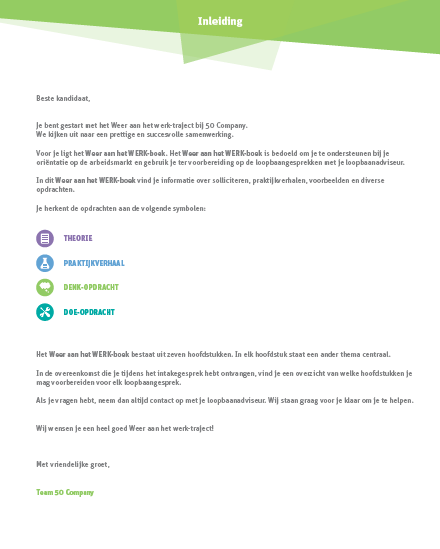 Inleiding
Beste kandidaat,
Je bent gestart met het Weer aan het werk-traject bij 50 Company.
We kijken uit naar een prettige en succesvolle samenwerking.
Voor je ligt het Weer aan het WERK-boek. Het Weer aan het WERK-boek is bedoeld om je te ondersteunen bij je
oriëntatie op de arbeidsmarkt en gebruik je ter voorbereiding op de loopbaangesprekken met je loopbaanadviseur.
In dit Weer aan het WERK-boek vind je informatie over solliciteren, praktijkverhalen, voorbeelden en diverse
opdrachten.
Je herkent de opdrachten aan de volgende symbolen:
THEORIE
PRAKTIJKVERHAAL
DENK-OPDRACHT
DOE-OPDRACHT
Het Weer aan het WERK-boek bestaat uit zeven hoofdstukken. In elk hoofdstuk staat een ander thema centraal.
In de overeenkomst die je tijdens het intakegesprek hebt ontvangen, vind je een overzicht van welke hoofdstukken je
mag voorbereiden voor elk loopbaangesprek.
Als je vragen hebt, neem dan altijd contact op met je loopbaanadviseur. Wij staan graag voor je klaar om je te helpen.
Wij wensen je een heel goed Weer aan het werk-traject!
Met vriendelijke groet,
Team 50 Company